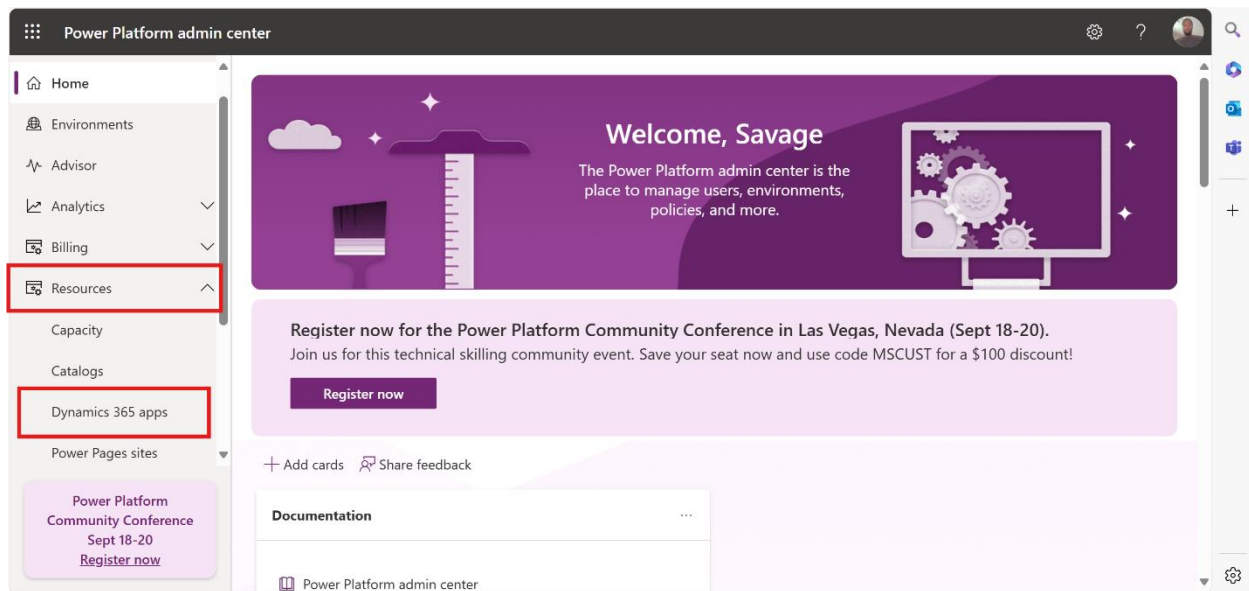 Power Platform admin center
?
Home
Environments
Advisor
Analytics
Billing
Resources
Capacity
Catalogs
Dynamics 365 apps
Power Pages sites
Power Platform
Community Conference
Sept 18-20
Register now
Welcome, Savage
The Power Platform admin center is the
place to manage users, environments,
policies, and more.
Register now for the Power Platform Community Conference in Las Vegas, Nevada (Sept 18-20).
Join us for this technical skilling community event. Save your seat now and use code MSCUST for a $100 discount!
Register now
+ Add cards Share feedback
Documentation
...
Power Platform admin center